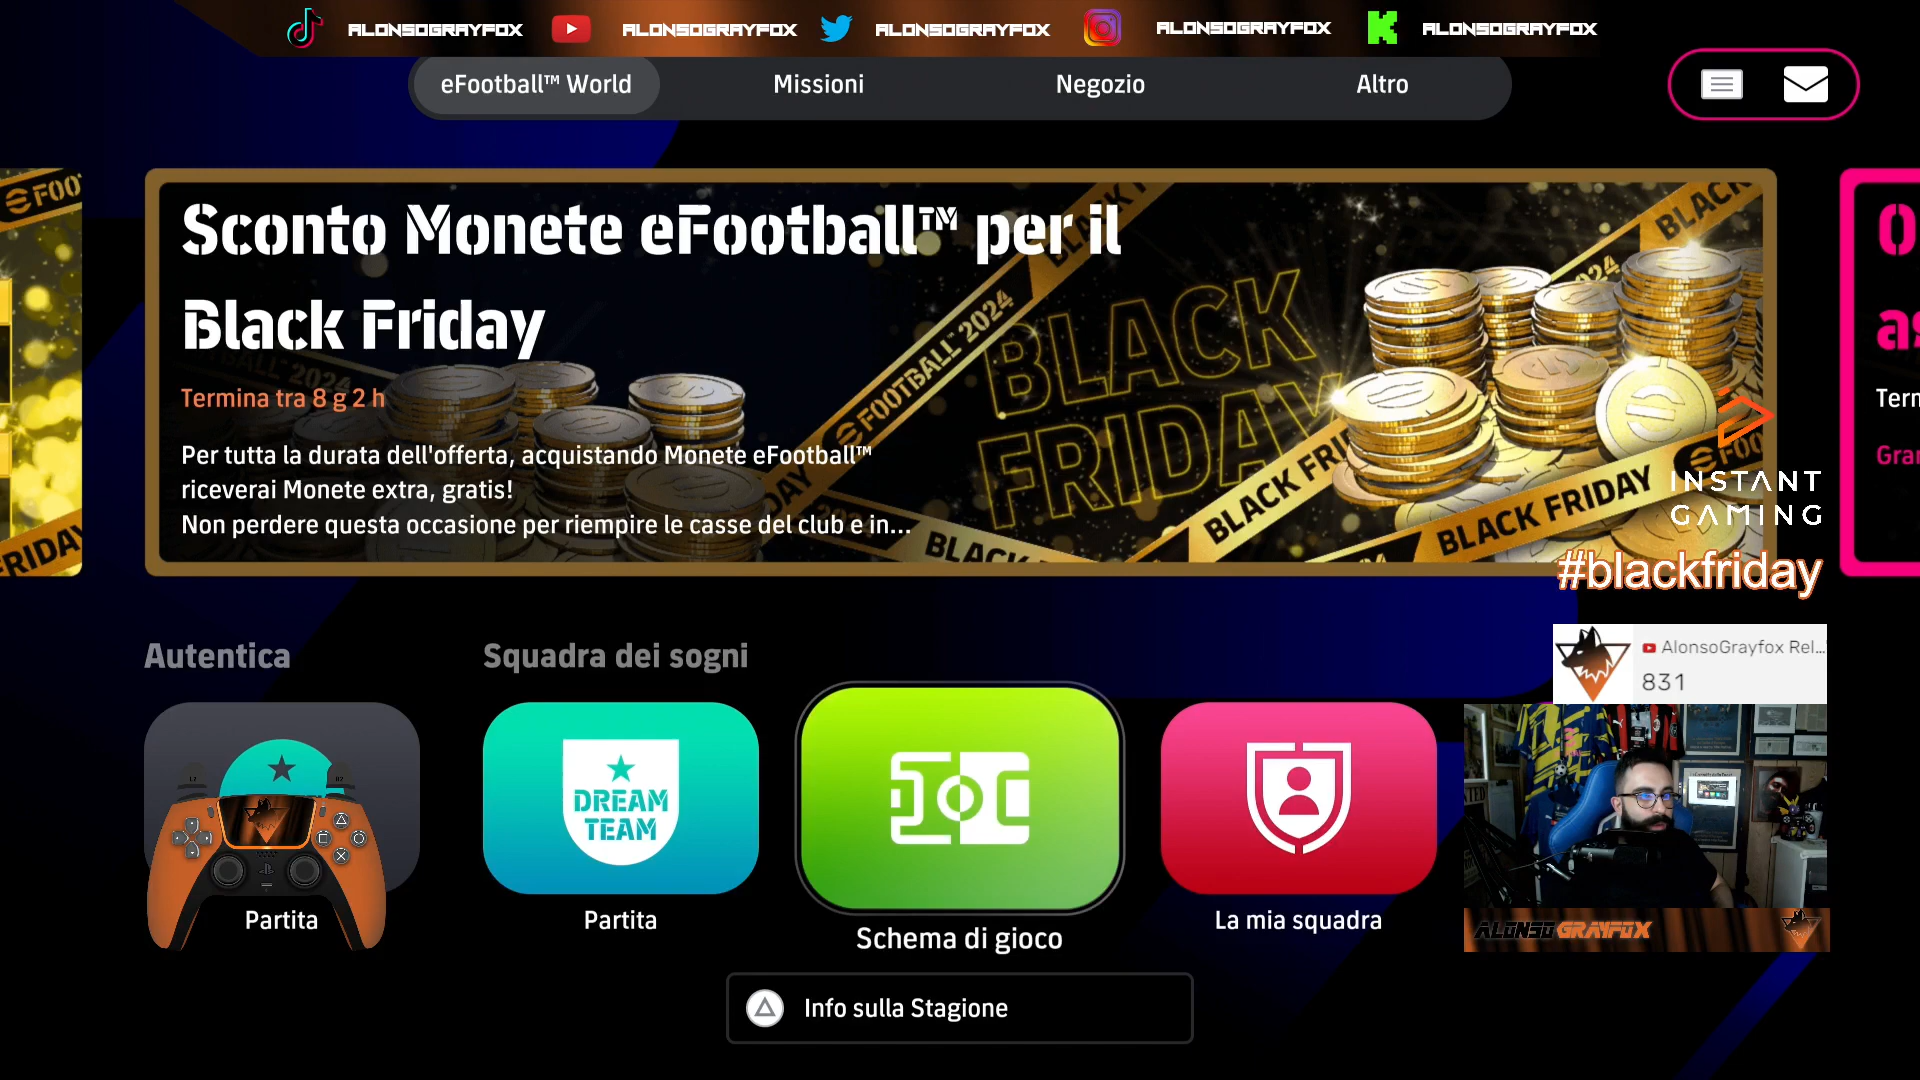 ALONSOGRAYFOX
ALONSOGRAYFOX
ALONSOGRAYFOX
ALONSOGRAYFOX
ALONSOGRAYFOX
eFootball™ World
Missioni
Negozio
Altro
Sconto Monete eFootball™ per il
Black Friday
Termina tra 8 g 2 h
Per tutta la durata dell'offerta, acquistando Monete eFootball™
riceverai Monete extra, gratis!
Non perdere questa occasione per riempire le casse del club e in...
BLACK
FRIDAY
EFOOTBALL™ 2024
BLACK FRIDAY
INSTANT
GAMING
#blackfriday
Autentica
Squadra dei sogni
AlonsoGrayfox Rel...
831
DREAM
TEAM
Partita
Partita
Schema di gioco
La mia squadra
ALONSOGRAYFOX
Info sulla Stagione